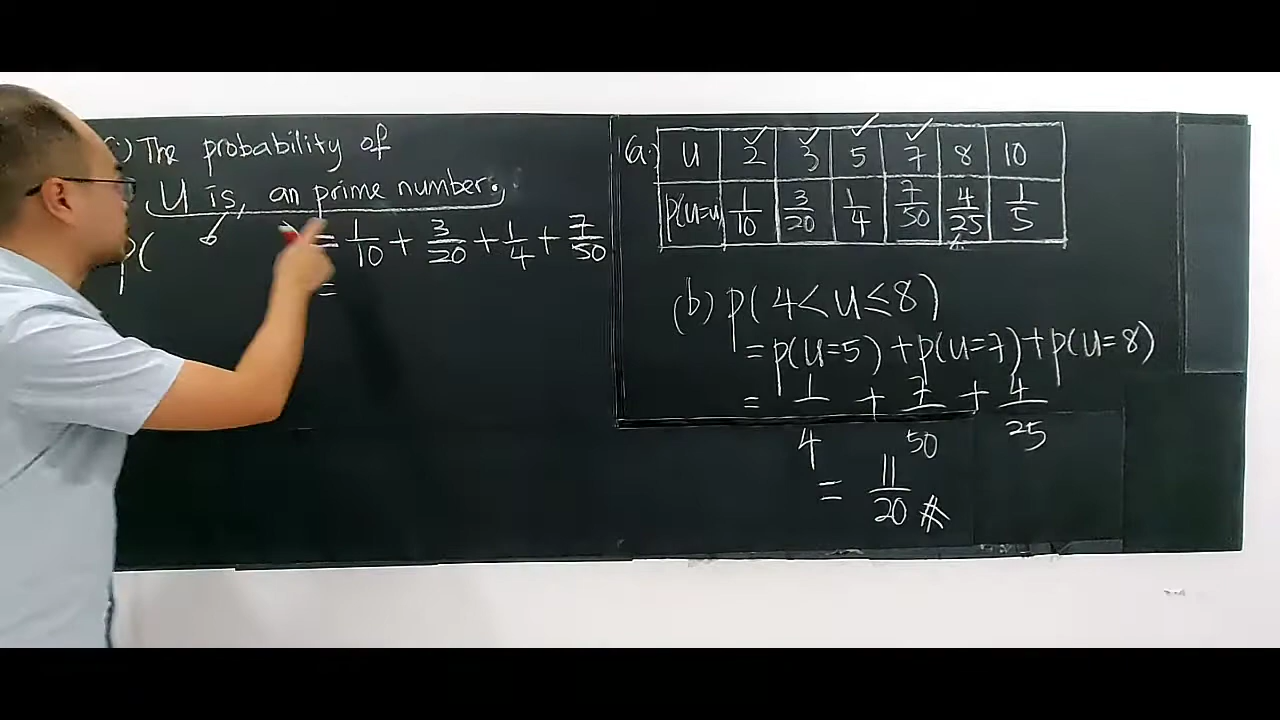 c) The probability of
U is, an prime number.
P( ) = 1/10 + 3/20 + 1/4 + 7/50
=
(a.) U 2 3 5 7 8 10
P(U=u) 1/10 3/20 1/4 7/50 4/25 1/5
(b) P( 4 < U ≤ 8 )
= P(U=5) + P(U=7) + P(U=8)
= 1/4 + 7/50 + 4/25
= 11/20 #